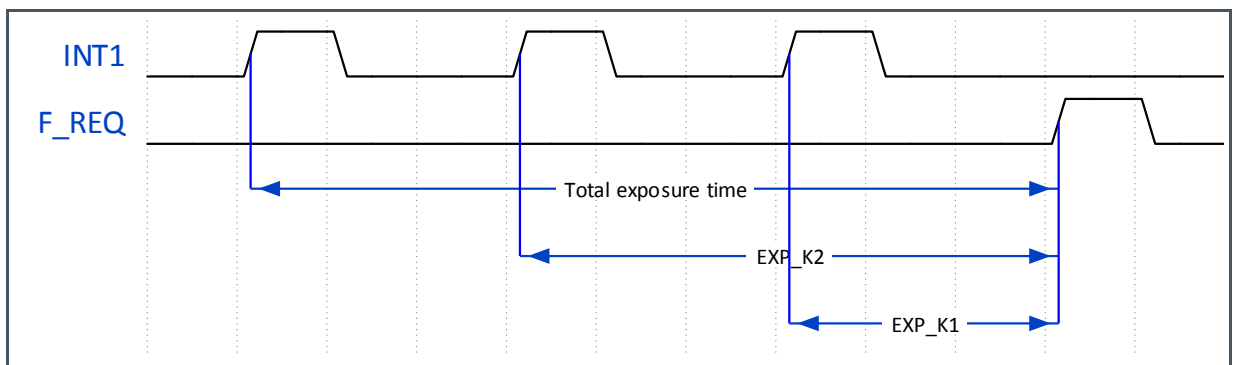 INT1
F_REQ
Total exposure time
EXP_K2
EXP_K1